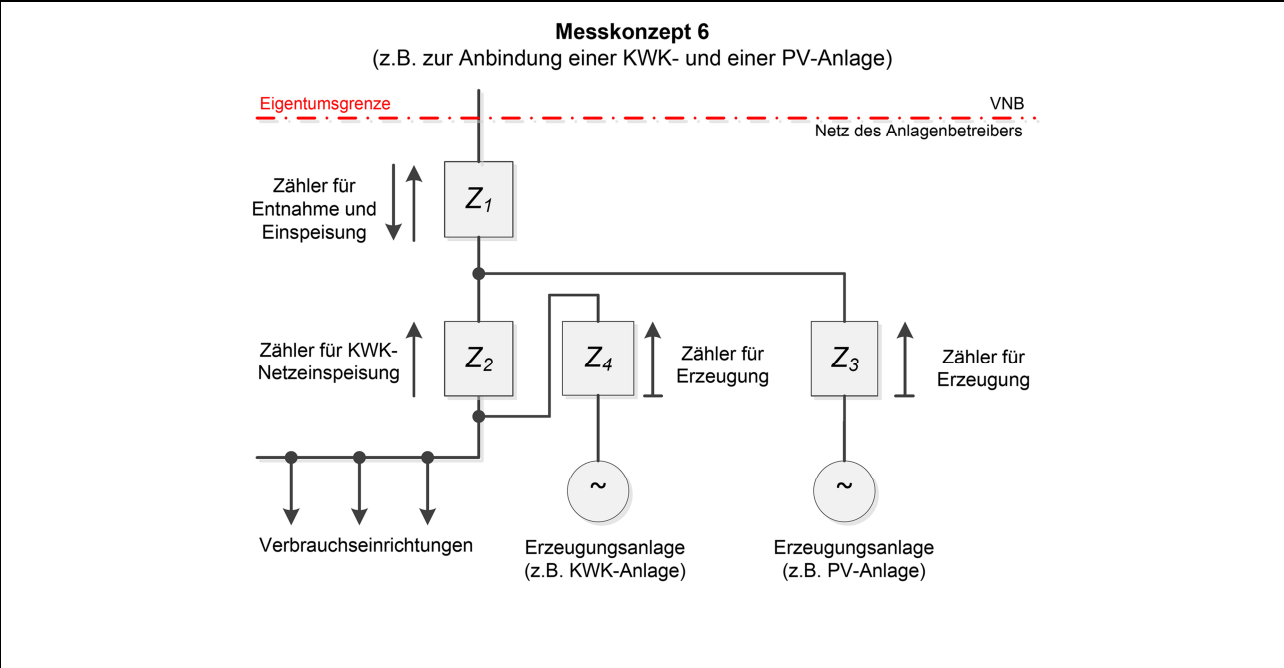 Messkonzept 6
(z.B. zur Anbindung einer KWK- und einer PV-Anlage)
Eigentumsgrenze
VNB
Netz des Anlagenbetreibers
Zähler für
Entnahme und
Einspeisung
Z1
Zähler für KWK-
Netzeinspeisung
Z2
Z4
Zähler für
Erzeugung
Z3
Zähler für
Erzeugung
~
~
Verbrauchseinrichtungen
Erzeugungsanlage
(z.B. KWK-Anlage)
Erzeugungsanlage
(z.B. PV-Anlage)